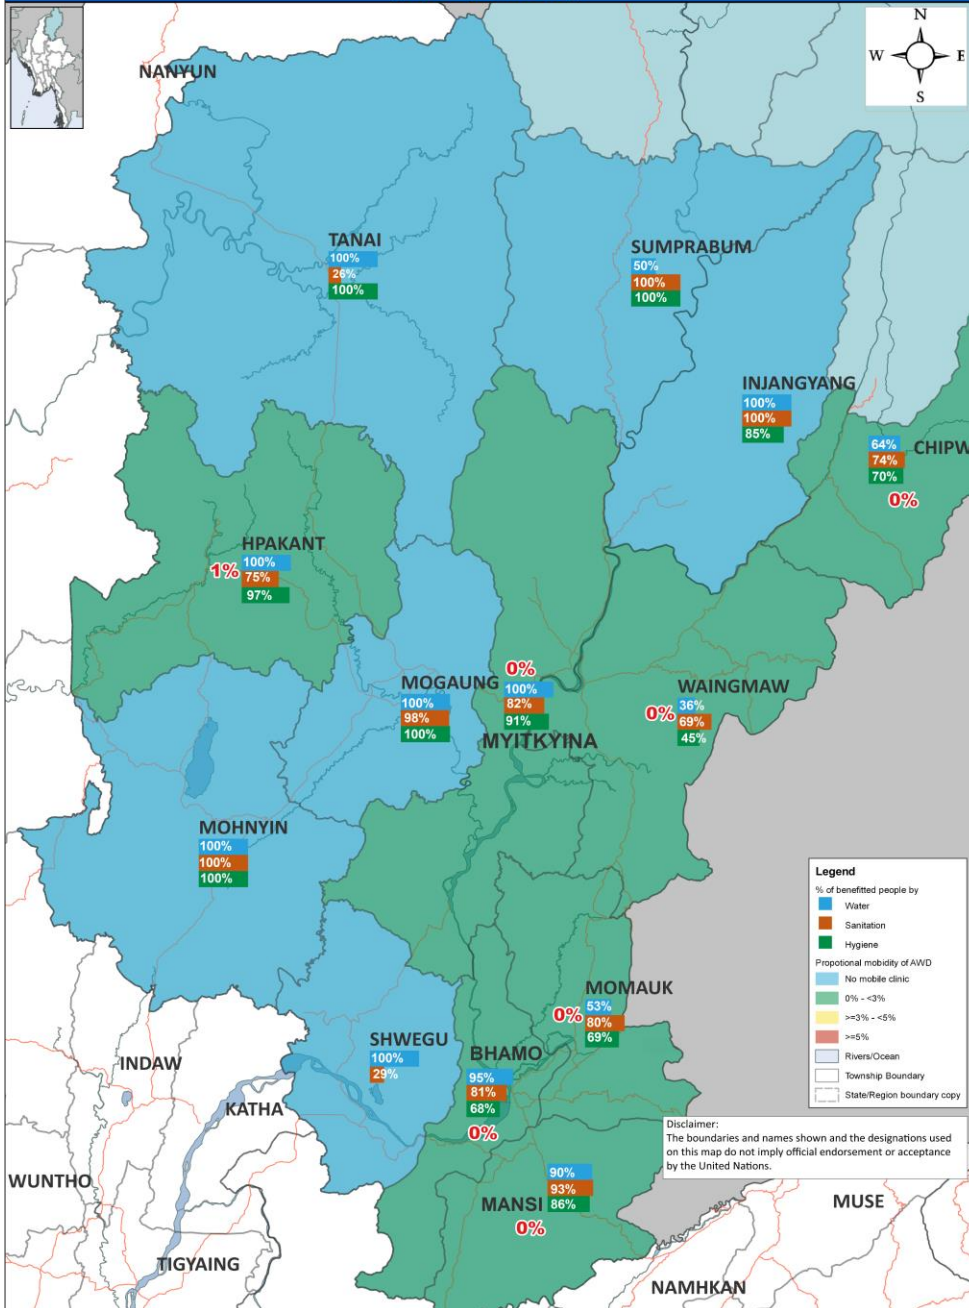 N
W E
S
NANYUN
TANAI
100%
26%
100%
SUMPRABUM
50%
100%
100%
INJANGYANG
100%
100%
85%
64%
74%
70%
CHIPW
0%
HPAKANT
1%
100%
75%
97%
MOGAUNG
100%
98%
100%
0%
100%
82%
91%
MYITKYINA
WAINGMAW
0%
36%
69%
45%
MOHNYIN
100%
100%
100%
MOMAUK
0%
53%
80%
69%
SHWEGU
100%
29%
BHAMO
95%
81%
68%
0%
90%
93%
86%
MANSI
0%
INDAW
KATHA
WUNTHO
TIGYAING
MUSE
NAMHKAN
Legend
% of benefitted people by
Water
Sanitation
Hygiene
Propotional mobidity of AWD
No mobile clinic
0% - <3%
>=3% - <5%
>=5%
Rivers/Ocean
Township Boundary
State/Region boundary copy
Disclaimer:
The boundaries and names shown and the designations used
on this map do not imply official endorsement or acceptance
by the United Nations.